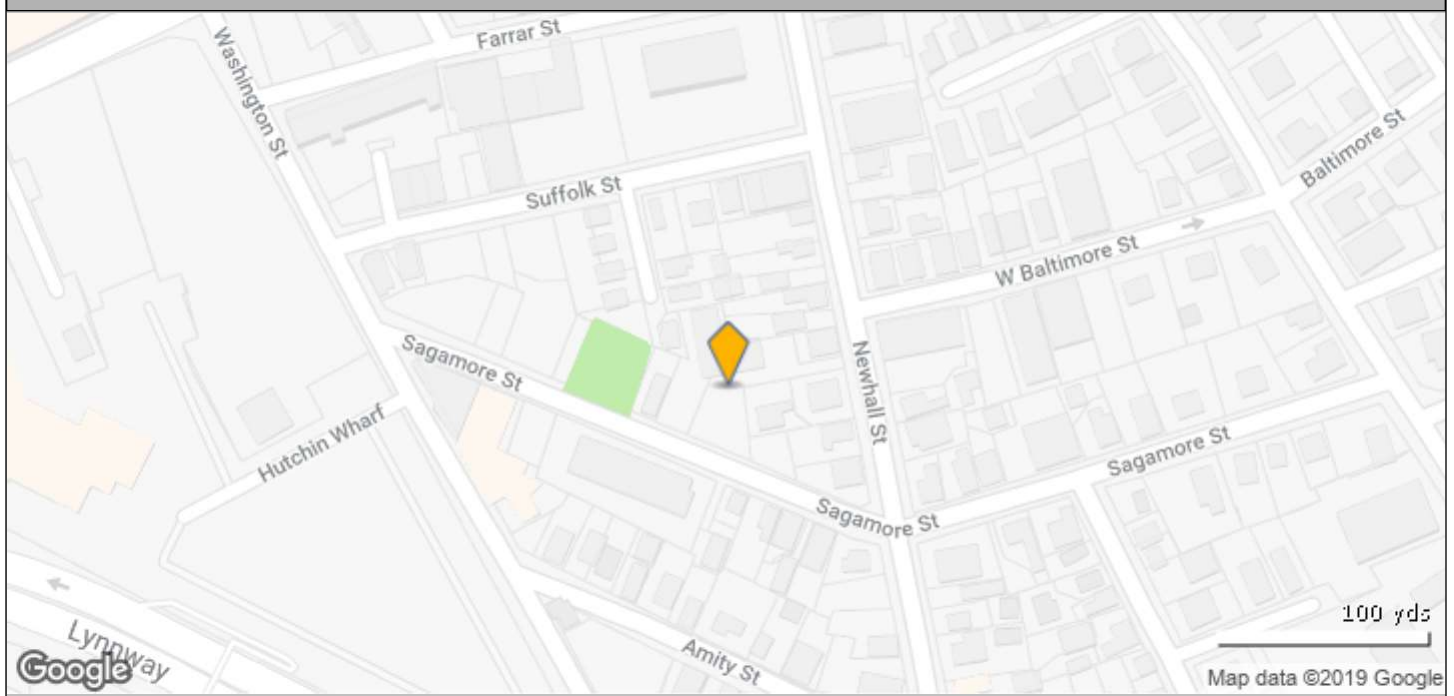 Farrar St
Washington St
Suffolk St
Baltimore St
W Baltimore St
Sagamore St
Newhall St
Hutchin Wharf
Sagamore St
Sagamore St
Lynnway
Amity St
100 yds
Google
Map data ©2019 Google